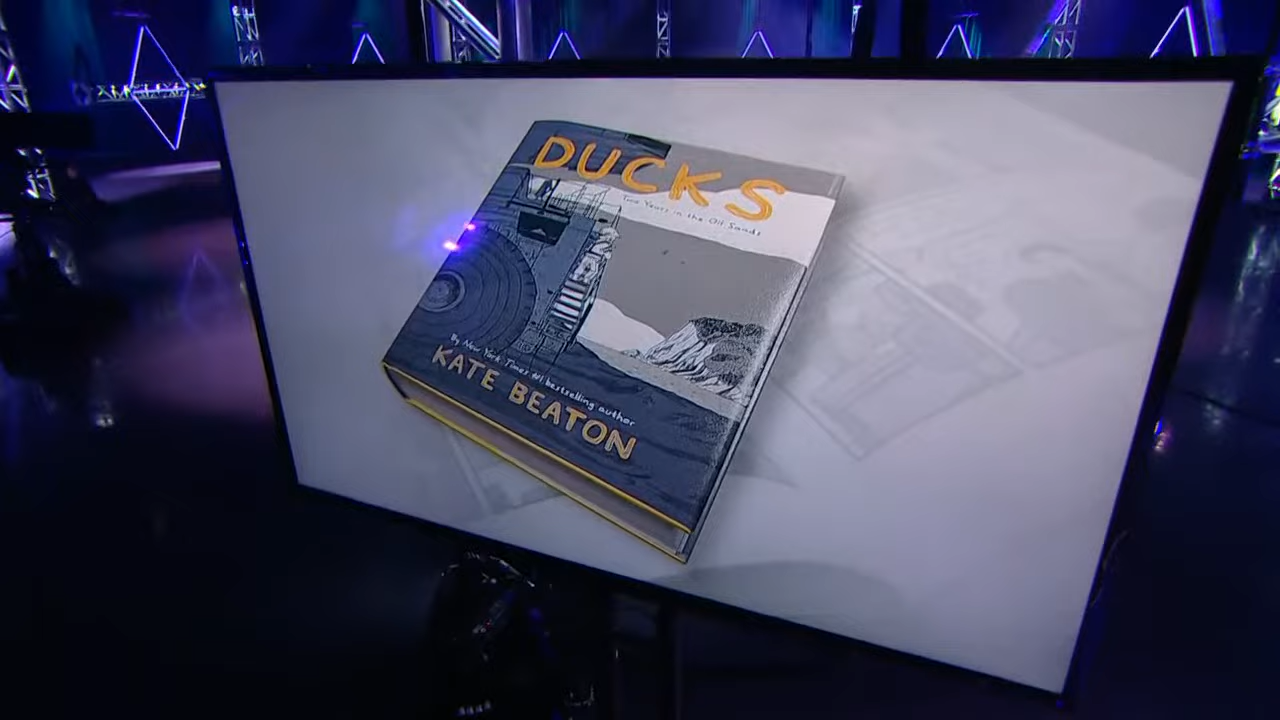 DUCKS
Two Years in the Oil Sands
By New York Times #1 bestselling author
KATE BEATON